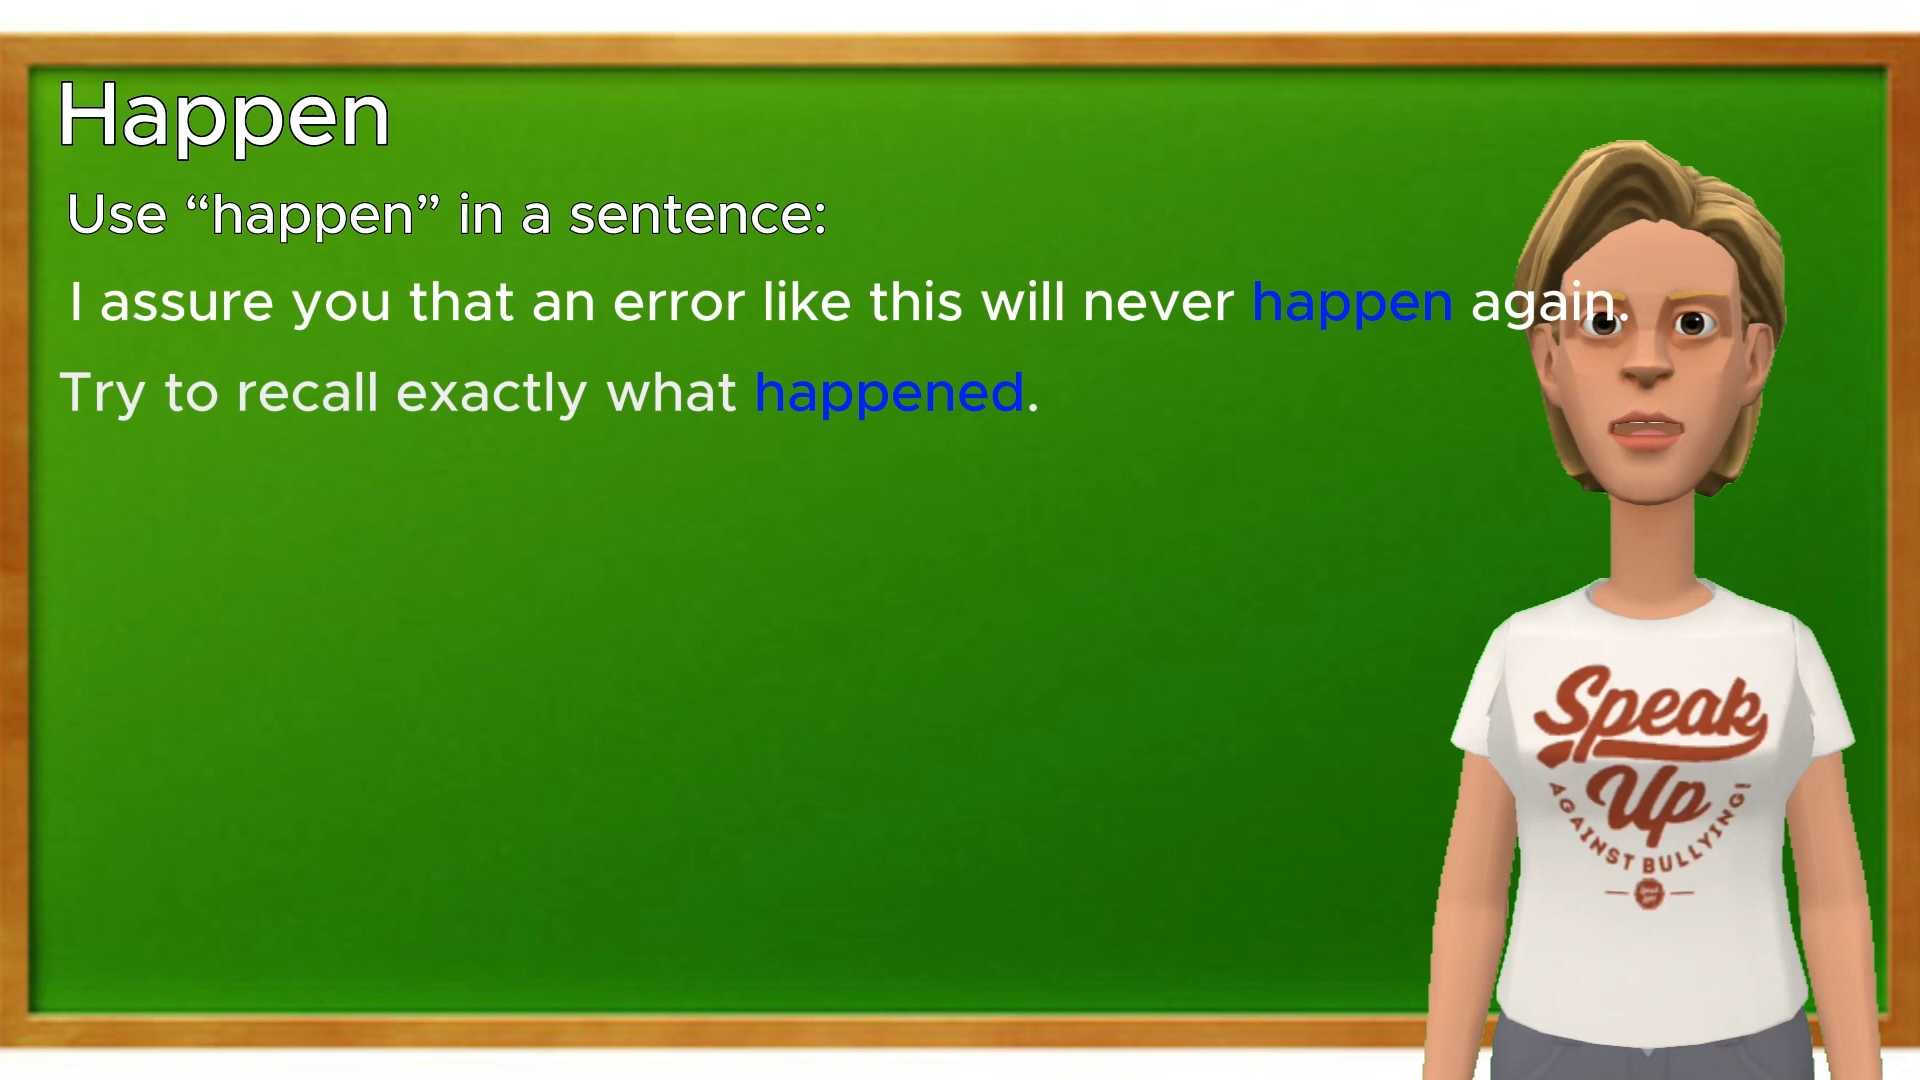 Happen
Use “happen” in a sentence:
I assure you that an error like this will never happen again.
Try to recall exactly what happened.
Speak
Up
AGAINST BULLYING!